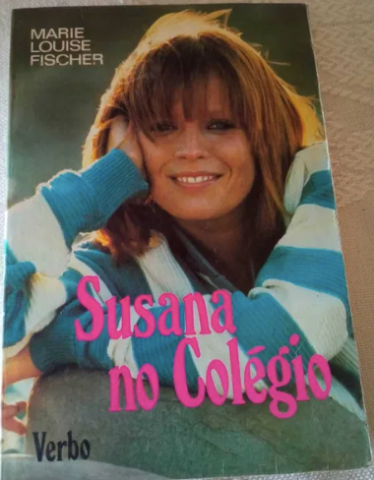 MARIE
LOUISE
FISCHER
Susana
no Colégio
Verbo